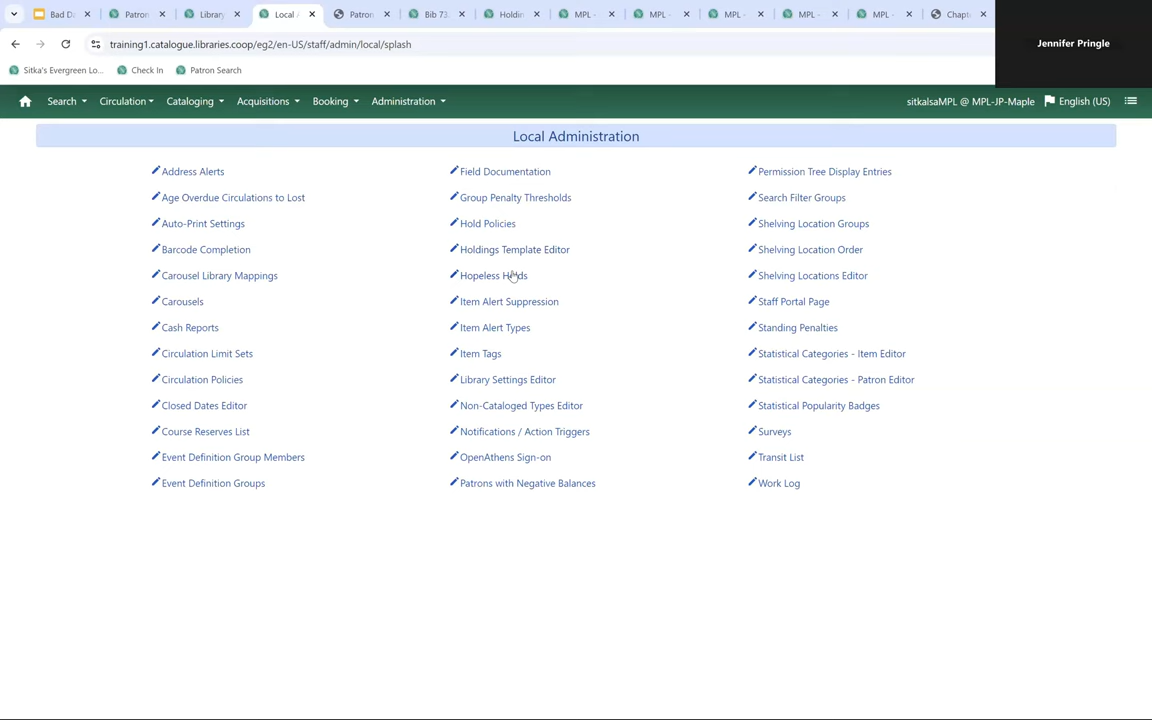 Bad D
Patron
Library
Local
Patron
Bib 73
Holdin
MPL -
MPL -
MPL -
MPL -
MPL -
Chapt
training1.catalogue.libraries.coop/eg2/en-US/staff/admin/local/splash
Jennifer Pringle
Sitka's Evergreen Lo...
Check In
Patron Search
Search
Circulation
Cataloging
Acquisitions
Booking
Administration
sitkalsaMPL @ MPL-JP-Maple
English (US)
Local Administration
Address Alerts
Age Overdue Circulations to Lost
Auto-Print Settings
Barcode Completion
Carousel Library Mappings
Carousels
Cash Reports
Circulation Limit Sets
Circulation Policies
Closed Dates Editor
Course Reserves List
Event Definition Group Members
Event Definition Groups
Field Documentation
Group Penalty Thresholds
Hold Policies
Holdings Template Editor
Hopeless Holds
Item Alert Suppression
Item Alert Types
Item Tags
Library Settings Editor
Non-Cataloged Types Editor
Notifications / Action Triggers
OpenAthens Sign-on
Patrons with Negative Balances
Permission Tree Display Entries
Search Filter Groups
Shelving Location Groups
Shelving Location Order
Shelving Locations Editor
Staff Portal Page
Standing Penalties
Statistical Categories - Item Editor
Statistical Categories - Patron Editor
Statistical Popularity Badges
Surveys
Transit List
Work Log